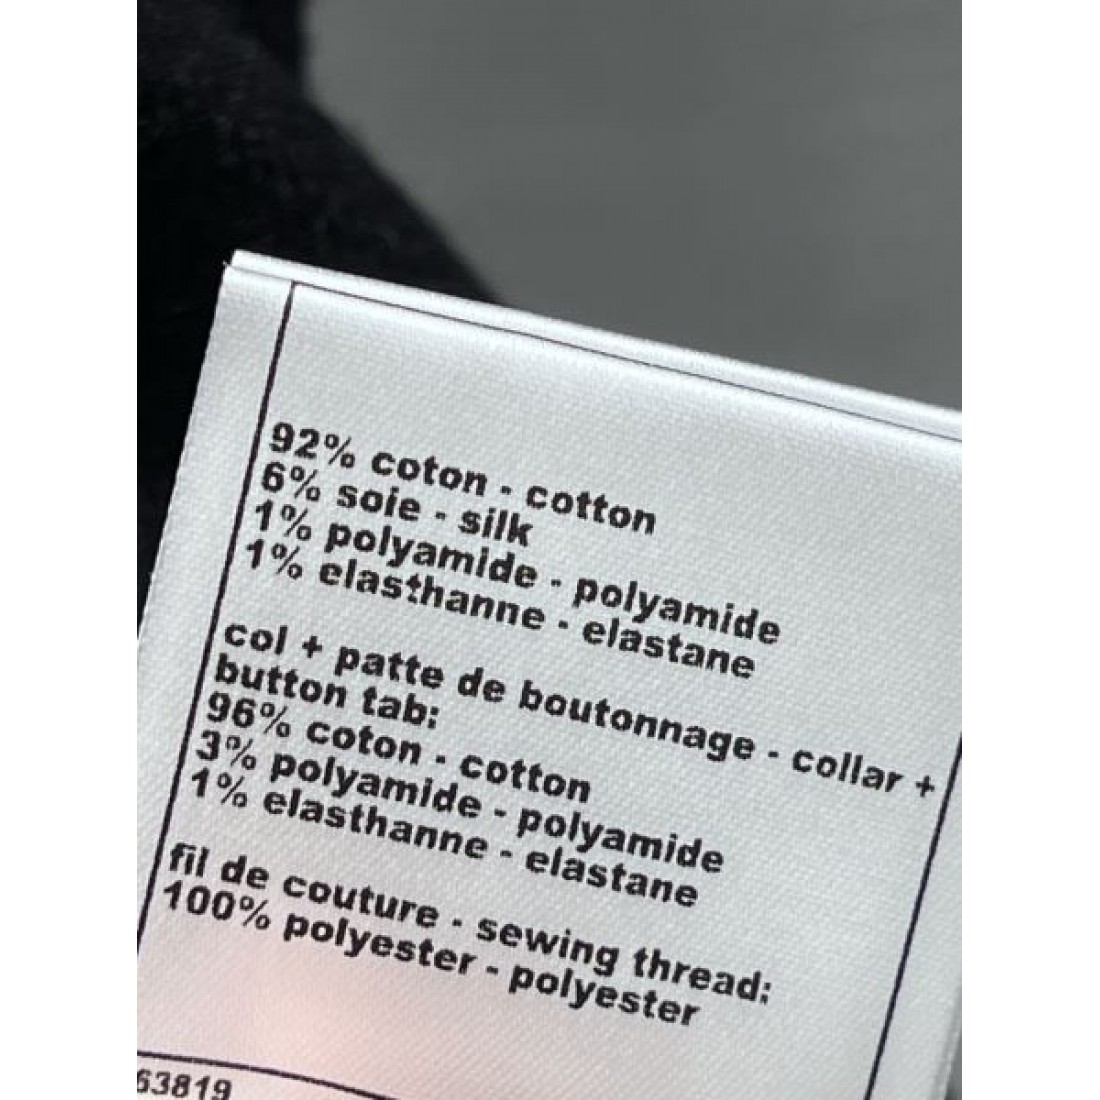 92% coton - cotton
6% soie - silk
1% polyamide - polyamide
1% elasthanne - elastane
col + patte de boutonnage - collar +
button tab:
96% coton - cotton
3% polyamide - polyamide
1% elasthanne - elastane
fil de couture - sewing thread:
100% polyester - polyester
63819